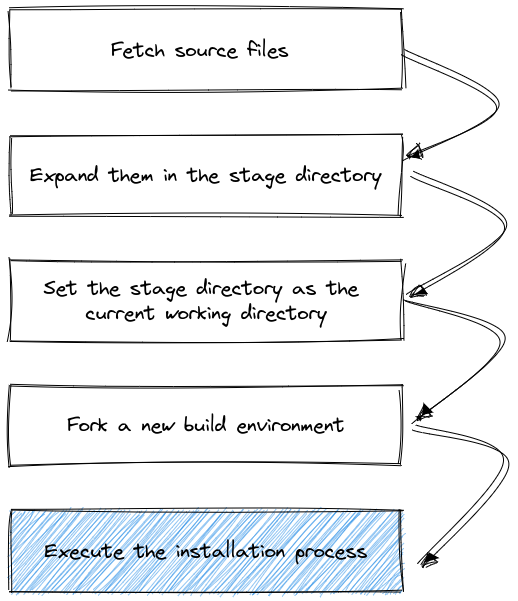 Fetch source files
Expand them in the stage directory
Set the stage directory as the
current working directory
Fork a new build environment
Execute the installation process